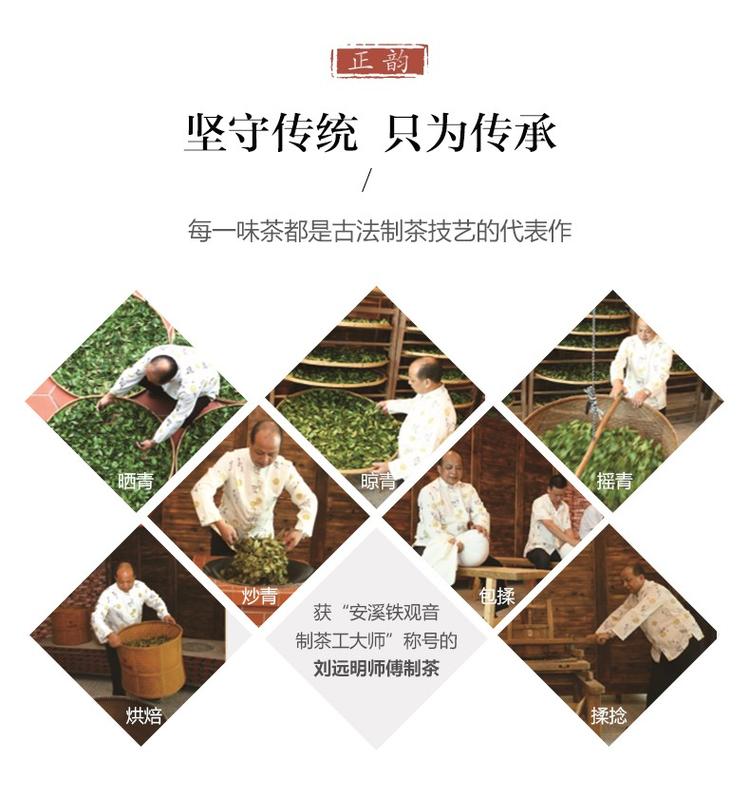 正韵
坚守传统 只为传承
/
每一味茶都是古法制茶技艺的代表作
晒青
晾青
摇青
炒青
包揉
获“安溪铁观音
制茶工大师”称号的
刘远明师傅制茶
烘焙
揉捻